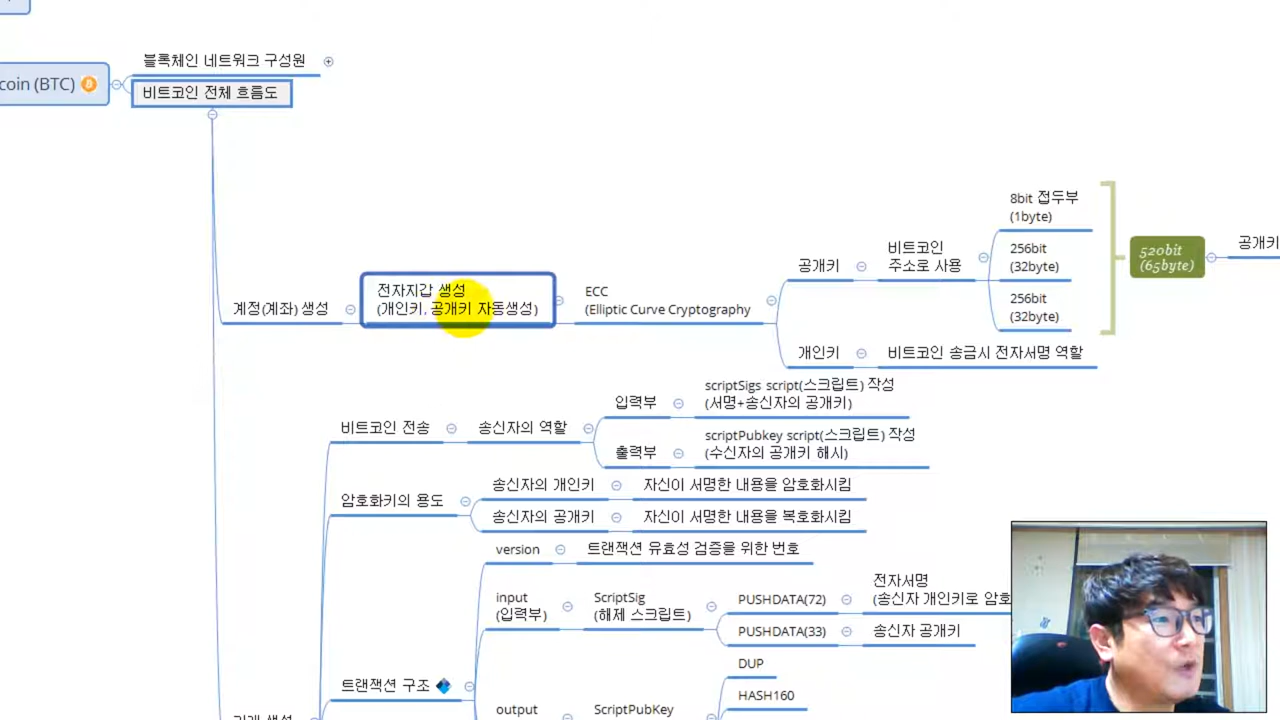 블록체인 네트워크 구성원
coin (BTC)
비트코인 전체 흐름도
계정(계좌) 생성
전자지갑 생성
(개인키, 공개키 자동생성)
ECC
(Elliptic Curve Cryptography
공개키
비트코인
주소로 사용
8bit 접두부
(1byte)
256bit
(32byte)
256bit
(32byte)
520bit
(65byte)
공개키
개인키
비트코인 송금시 전자서명 역할
비트코인 전송
송신자의 역할
입력부
scriptSigs script(스크립트) 작성
(서명+송신자의 공개키)
출력부
scriptPubkey script(스크립트) 작성
(수신자의 공개키 해시)
암호화키의 용도
송신자의 개인키
자신이 서명한 내용을 암호화시킴
송신자의 공개키
자신이 서명한 내용을 복호화시킴
트랜잭션 구조
version
트랜잭션 유효성 검증을 위한 번호
input
(입력부)
ScriptSig
(해제 스크립트)
PUSHDATA(72)
전자서명
(송신자 개인키로 암호
PUSHDATA(33)
송신자 공개키
output
ScriptPubKey
DUP
HASH160